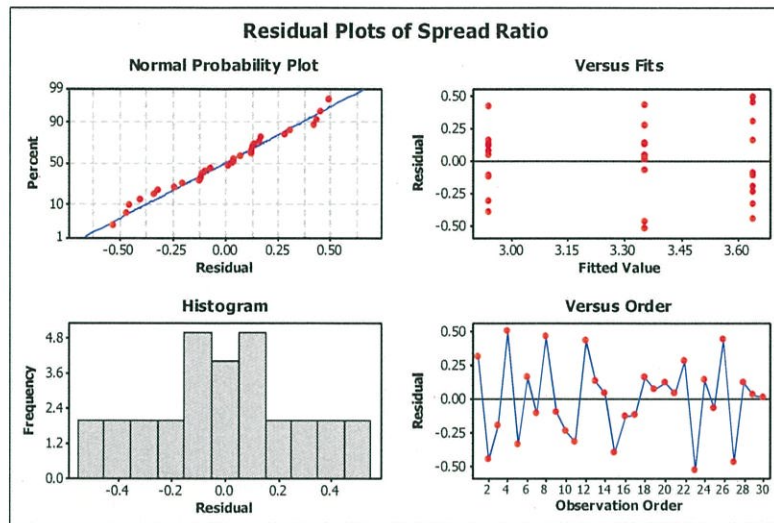 Residual Plots of Spread Ratio
Normal Probability Plot
99
90
50
10
1
Percent
-0.50 -0.25 0.00 0.25 0.50
Residual
Versus Fits
0.50
0.25
0.00
-0.25
-0.50
Residual
3.00 3.15 3.30 3.45 3.60
Fitted Value
Histogram
4.8
3.6
2.4
1.2
0.0
Frequency
-0.4 -0.2 0.0 0.2 0.4
Residual
Versus Order
0.50
0.25
0.00
-0.25
-0.50
Residual
2 4 6 8 10 12 14 16 18 20 22 24 26 28 30
Observation Order